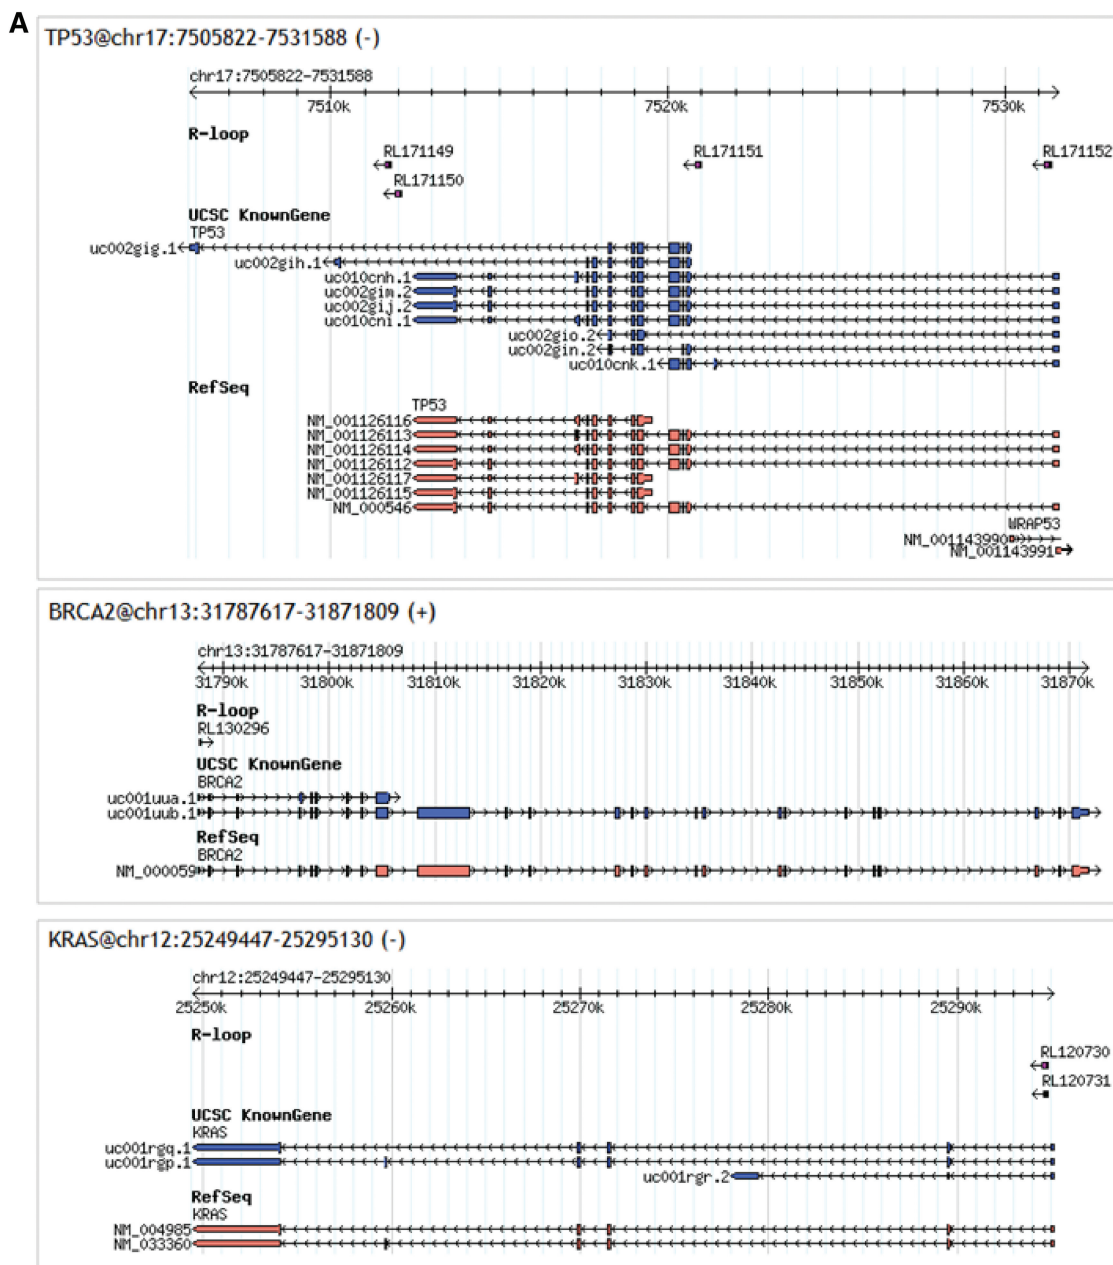 A
TP53@chr17:7505822-7531588 (-)
chr17:7505822-7531588
7510k 7520k 7530k
R-loop
RL171149 RL171151 RL171152
RL171150
UCSC KnownGene
TP53
uc002gig.1
uc002gih.1
uc010cnh.1
uc002gim.2
uc002gij.2
uc010cni.1
uc002gio.2
uc002gin.2
uc010cnk.1
RefSeq
TP53
NM_001126116
NM_001126113
NM_001126114
NM_001126112
NM_001126117
NM_001126115
NM_000546
WRAP53
NM_001143990
NM_001143991
BRCA2@chr13:31787617-31871809 (+)
chr13:31787617-31871809
31790k 31800k 31810k 31820k 31830k 31840k 31850k 31860k 31870k
R-loop
RL130296
UCSC KnownGene
BRCA2
uc001uua.1
uc001uub.1
RefSeq
BRCA2
NM_000059
KRAS@chr12:25249447-25295130 (-)
chr12:25249447-25295130
25250k 25260k 25270k 25280k 25290k
R-loop
RL120730
RL120731
UCSC KnownGene
KRAS
uc001rgq.1
uc001rgp.1
uc001rgr.2
RefSeq
KRAS
NM_004985
NM_033360